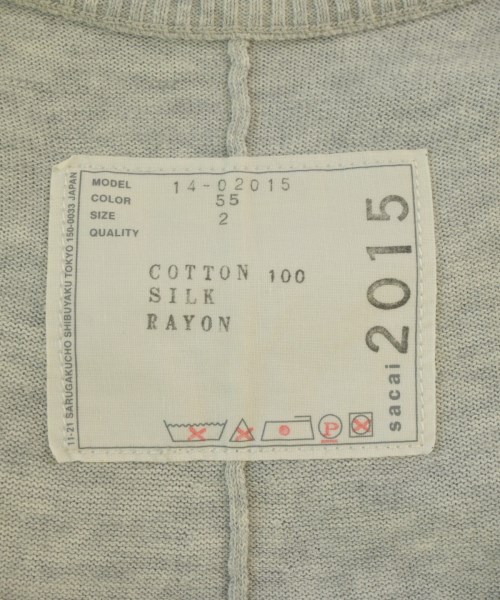 MODEL 14-02015
COLOR 55
SIZE 2
QUALITY
COTTON 100
SILK
RAYON
P
sacai 2015
11-21 SARUGAKUCHO SHIBUYAKU TOKYO 150-0033 JAPAN